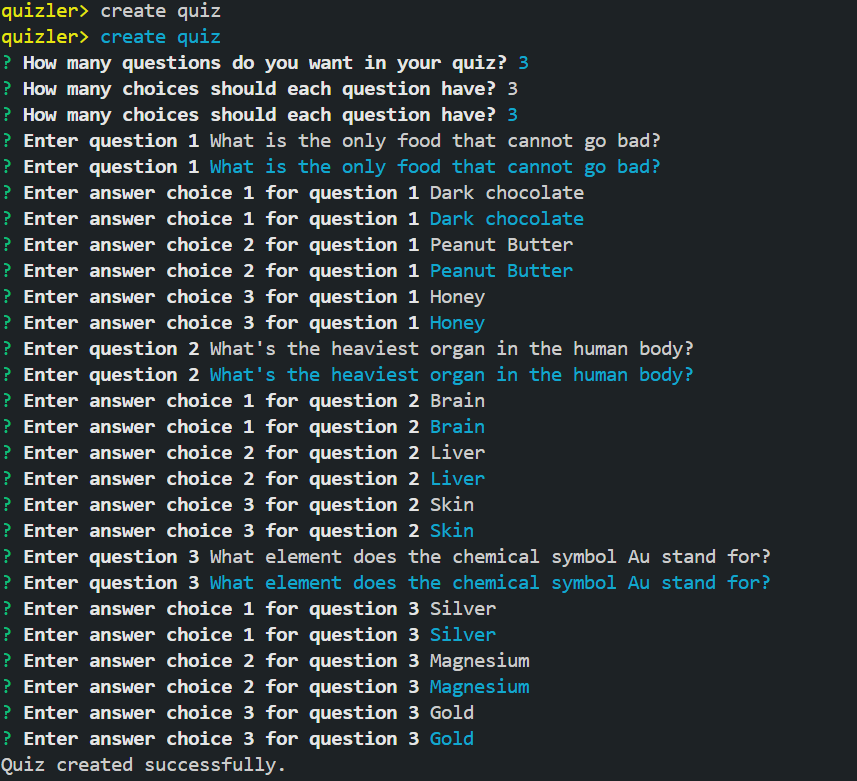 quizler> create quiz
quizler> create quiz
? How many questions do you want in your quiz? 3
? How many choices should each question have? 3
? How many choices should each question have? 3
? Enter question 1 What is the only food that cannot go bad?
? Enter question 1 What is the only food that cannot go bad?
? Enter answer choice 1 for question 1 Dark chocolate
? Enter answer choice 1 for question 1 Dark chocolate
? Enter answer choice 2 for question 1 Peanut Butter
? Enter answer choice 2 for question 1 Peanut Butter
? Enter answer choice 3 for question 1 Honey
? Enter answer choice 3 for question 1 Honey
? Enter question 2 What's the heaviest organ in the human body?
? Enter question 2 What's the heaviest organ in the human body?
? Enter answer choice 1 for question 2 Brain
? Enter answer choice 1 for question 2 Brain
? Enter answer choice 2 for question 2 Liver
? Enter answer choice 2 for question 2 Liver
? Enter answer choice 3 for question 2 Skin
? Enter answer choice 3 for question 2 Skin
? Enter question 3 What element does the chemical symbol Au stand for?
? Enter question 3 What element does the chemical symbol Au stand for?
? Enter answer choice 1 for question 3 Silver
? Enter answer choice 1 for question 3 Silver
? Enter answer choice 2 for question 3 Magnesium
? Enter answer choice 2 for question 3 Magnesium
? Enter answer choice 3 for question 3 Gold
? Enter answer choice 3 for question 3 Gold
Quiz created successfully.